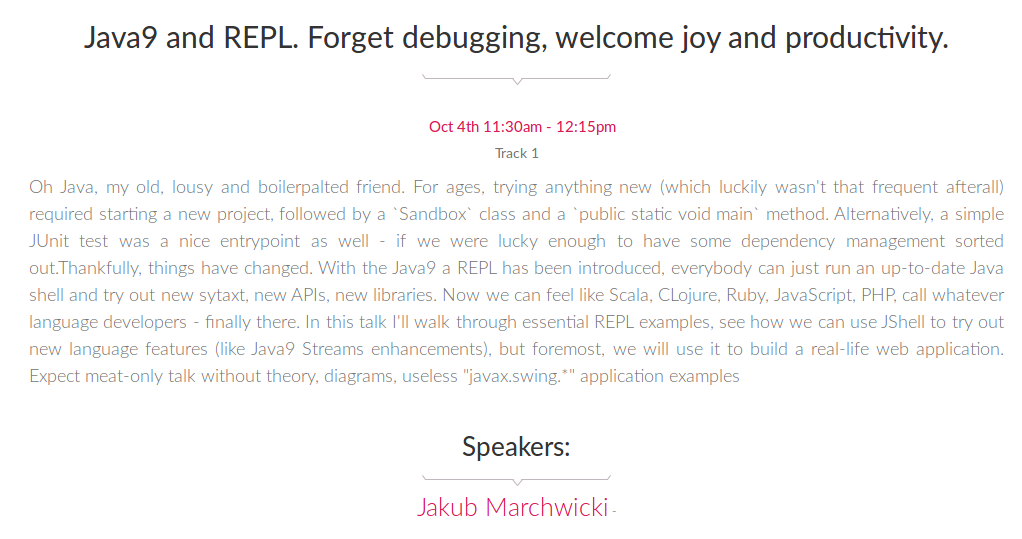 Java9 and REPL. Forget debugging, welcome joy and productivity.
Oct 4th 11:30am - 12:15pm
Track 1
Oh Java, my old, lousy and boilerpalted friend. For ages, trying anything new (which luckily wasn't that frequent afterall)
required starting a new project, followed by a `Sandbox` class and a `public static void main` method. Alternatively, a simple
JUnit test was a nice entrypoint as well - if we were lucky enough to have some dependency management sorted
out.Thankfully, things have changed. With the Java9 a REPL has been introduced, everybody can just run an up-to-date Java
shell and try out new sytaxt, new APIs, new libraries. Now we can feel like Scala, CLojure, Ruby, JavaScript, PHP, call whatever
language developers - finally there. In this talk I'll walk through essential REPL examples, see how we can use JShell to try out
new language features (like Java9 Streams enhancements), but foremost, we will use it to build a real-life web application.
Expect meat-only talk without theory, diagrams, useless "javax.swing.*" application examples
Speakers:
Jakub Marchwicki -